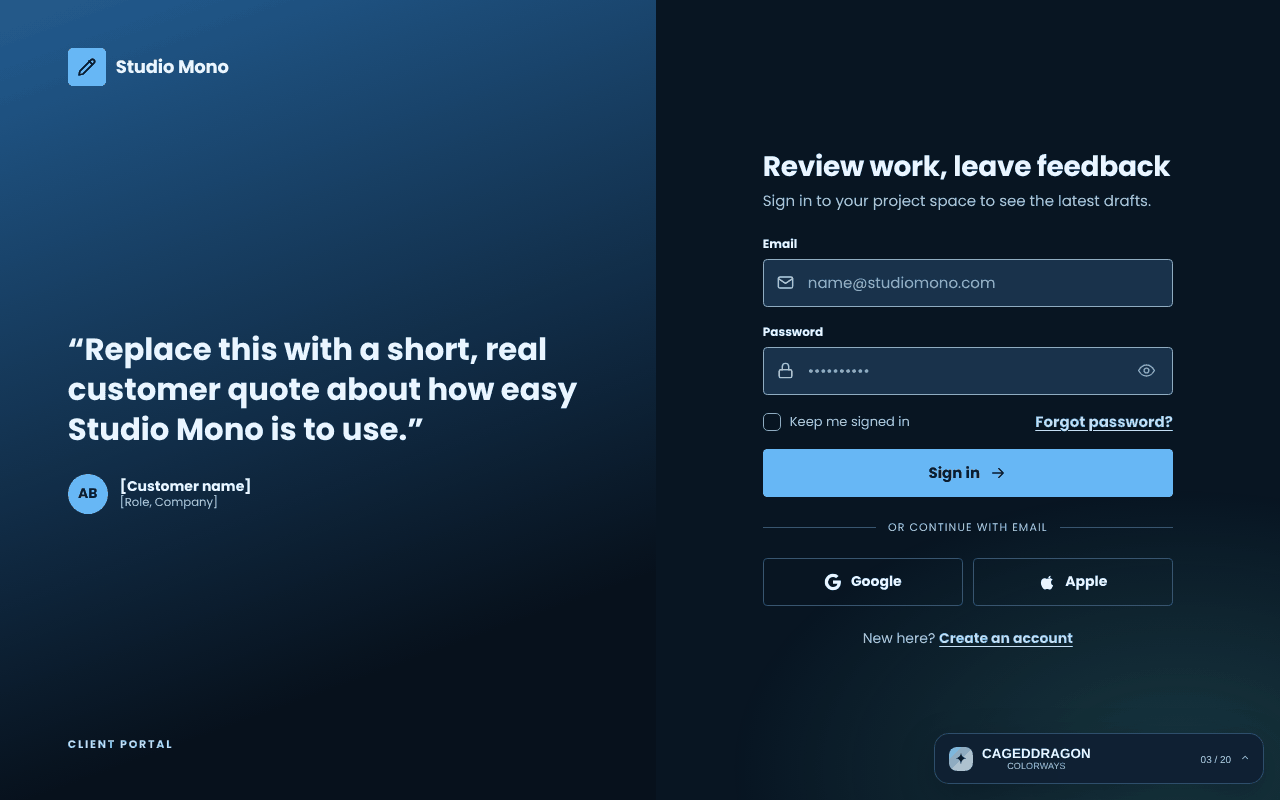 Studio Mono
“Replace this with a short, real
customer quote about how easy
Studio Mono is to use.”
AB
[Customer name]
[Role, Company]
CLIENT PORTAL
Review work, leave feedback
Sign in to your project space to see the latest drafts.
Email
name@studiomono.com
Password
••••••••••
Keep me signed in
Forgot password?
Sign in →
OR CONTINUE WITH EMAIL
Google
Apple
New here? Create an account
CAGEDDRAGON
COLORWAYS
03 / 20